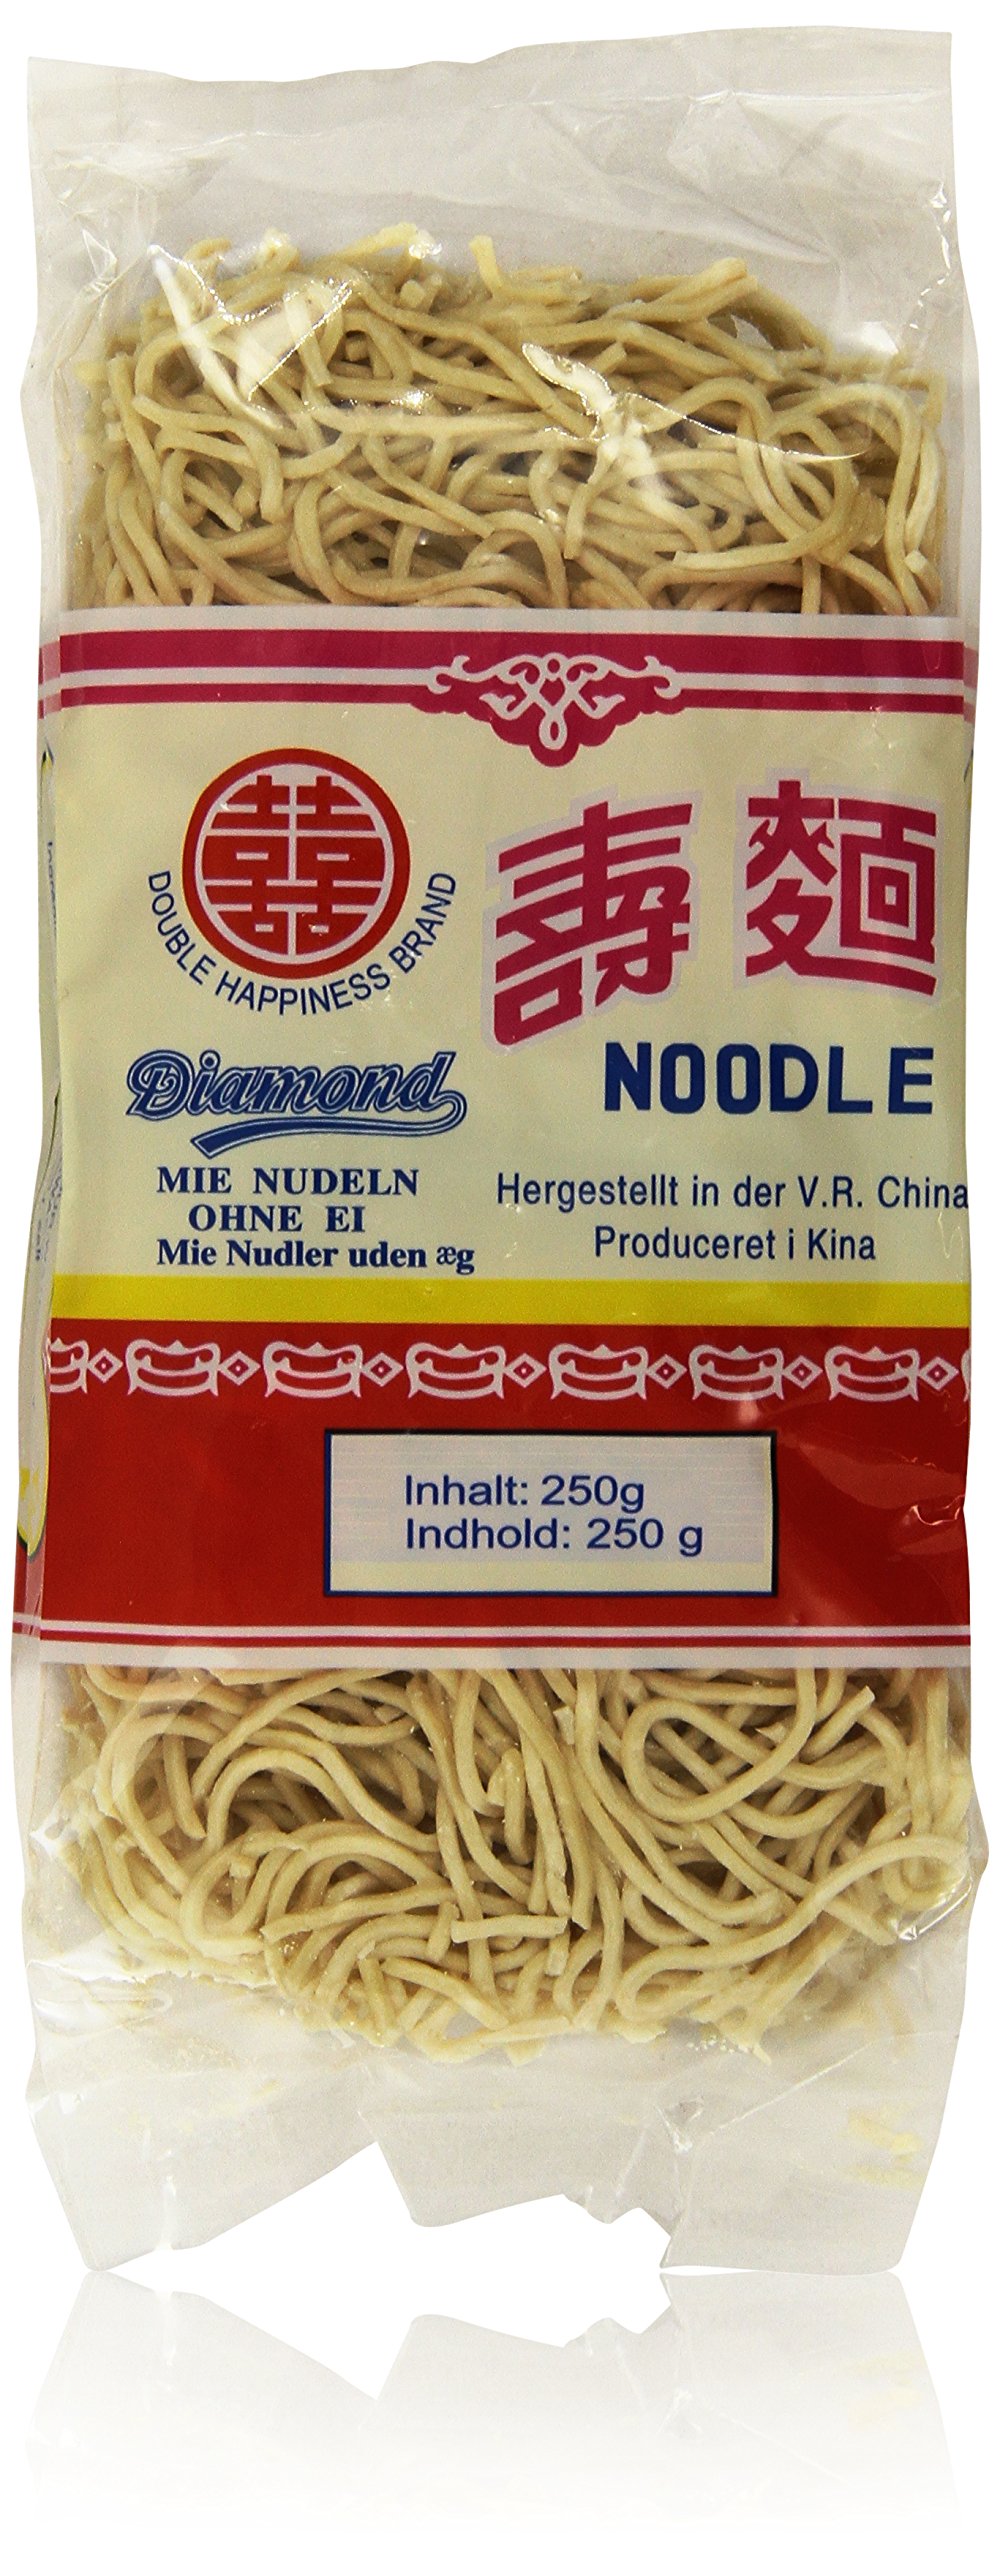 囍
DOUBLE HAPPINESS BRAND
壽麵
NOODLE
Diamond
MIE NUDELN
OHNE EI
Mie Nudler uden æg
Hergestellt in der V.R. China
Produceret i Kina
Inhalt: 250g
Indhold: 250 g